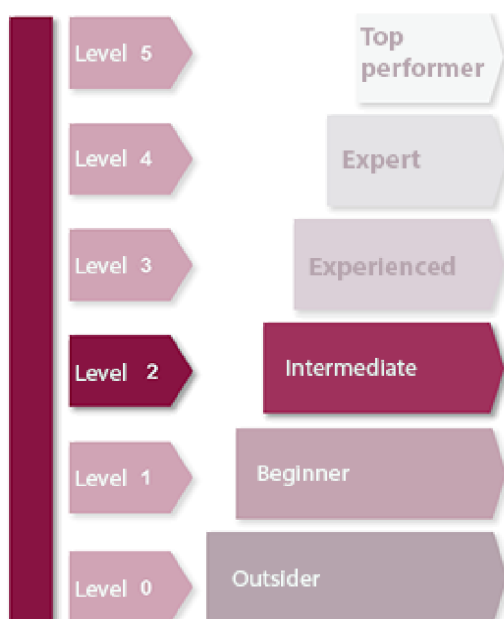 Level 5
Top
performer
Level 4
Expert
Level 3
Experienced
Level 2
Intermediate
Level 1
Beginner
Level 0
Outsider